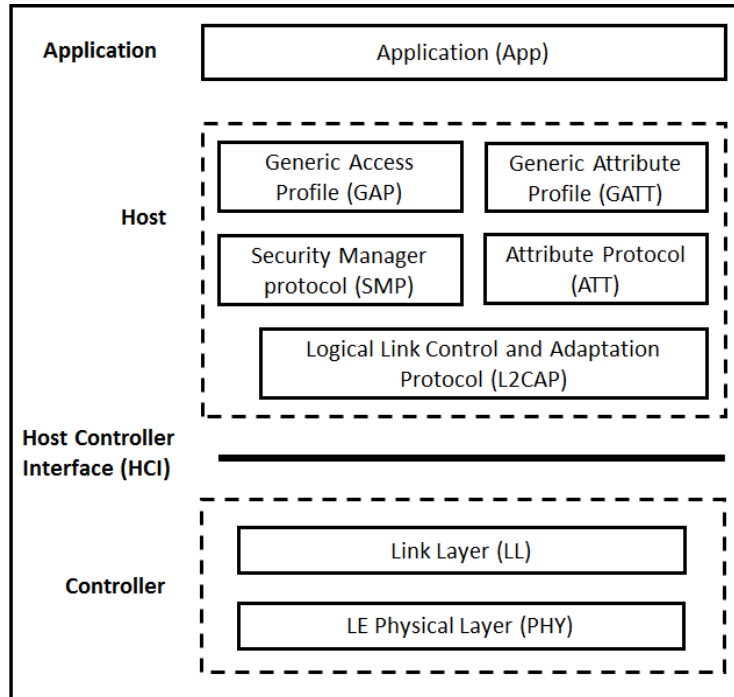 Application
Application (App)
Host
Generic Access
Profile (GAP)
Generic Attribute
Profile (GATT)
Security Manager
protocol (SMP)
Attribute Protocol
(ATT)
Logical Link Control and Adaptation
Protocol (L2CAP)
Host Controller
Interface (HCI)
Controller
Link Layer (LL)
LE Physical Layer (PHY)